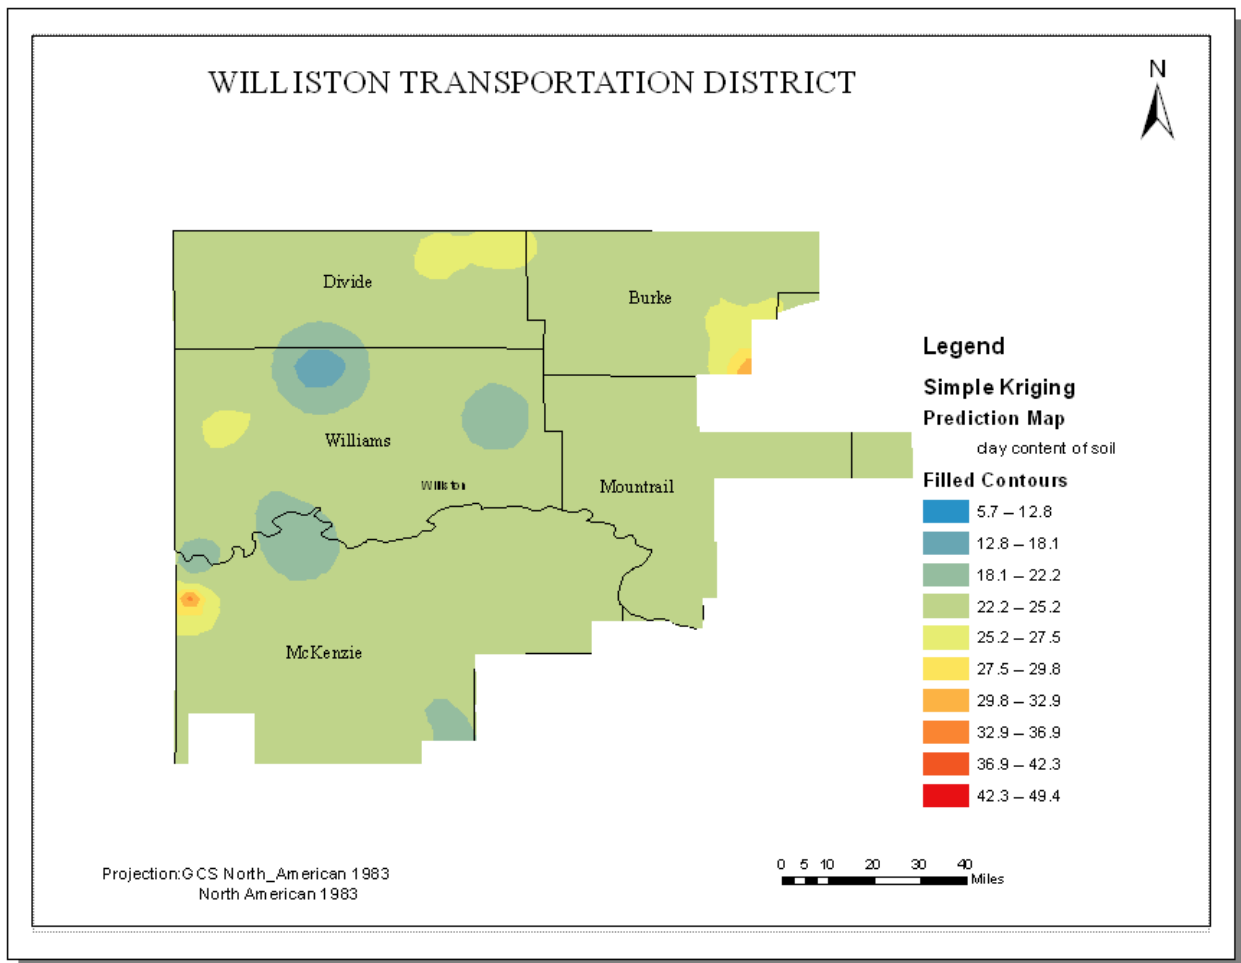 WILLISTON TRANSPORTATION DISTRICT
N
Divide
Burke
Williams
Williston
Mountrail
McKenzie
Legend
Simple Kriging
Prediction Map
clay content of soil
Filled Contours
5.7 – 12.8
12.8 – 18.1
18.1 – 22.2
22.2 – 25.2
25.2 – 27.5
27.5 – 29.8
29.8 – 32.9
32.9 – 36.9
36.9 – 42.3
42.3 – 49.4
Projection:GCS North_American 1983
North American 1983
0 5 10 20 30 40
Miles